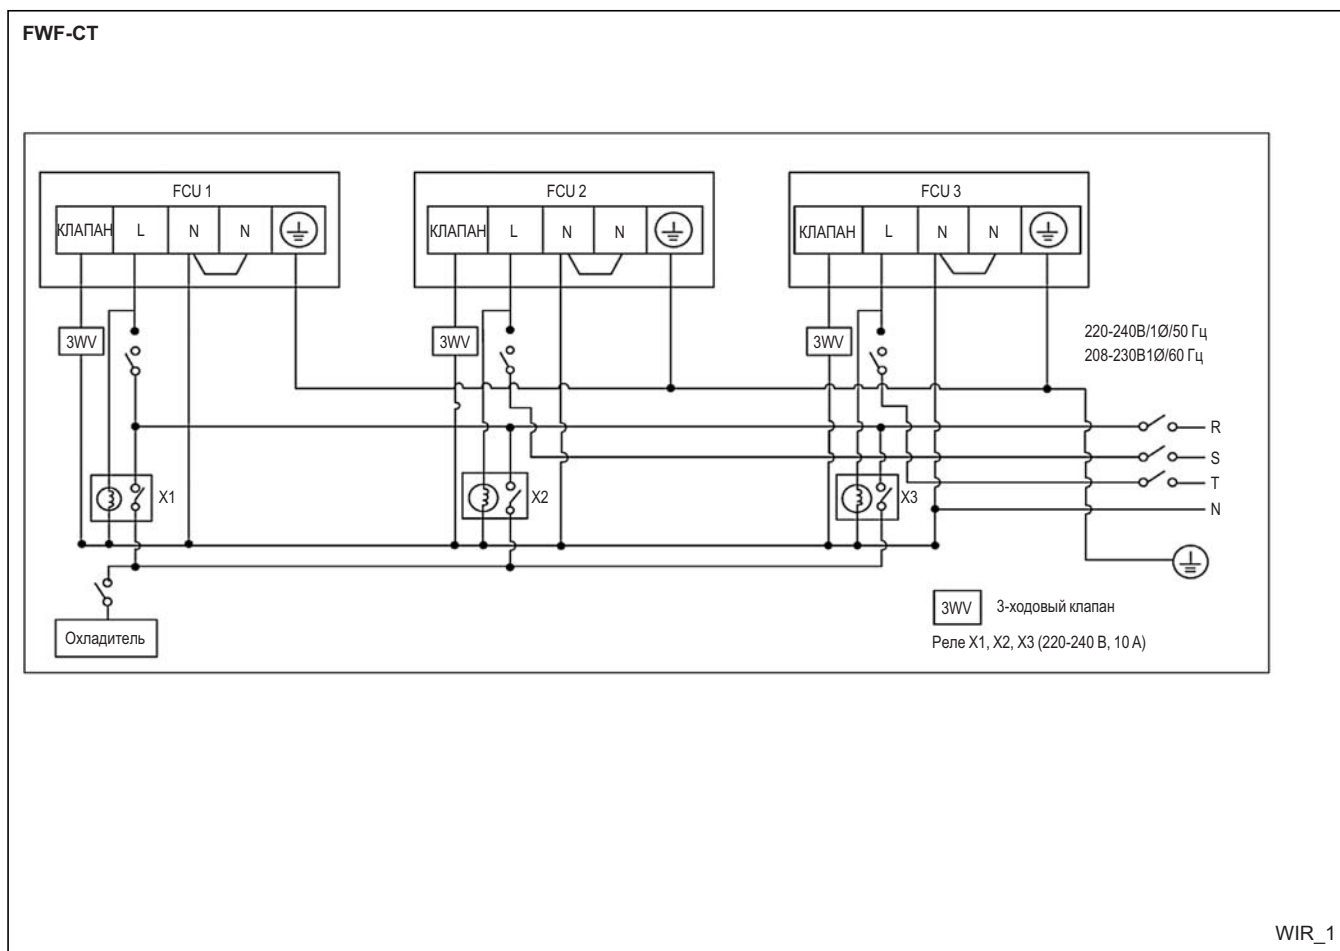 FWF-CT
FCU 1
FCU 2
FCU 3
КЛАПАН L N N
КЛАПАН L N N
КЛАПАН L N N
3WV
3WV
3WV
220-240В/1Ø/50 Гц
208-230В1Ø/60 Гц
R
S
T
N
X1
X2
X3
Охладитель
3WV 3-ходовый клапан
Реле X1, X2, X3 (220-240 В, 10 А)
WIR_1